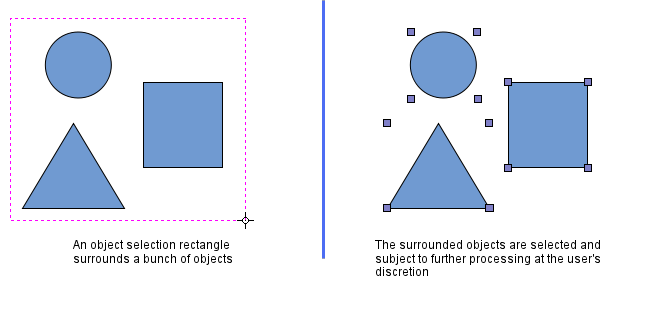 An object selection rectangle
surrounds a bunch of objects
The surrounded objects are selected and
subject to further processing at the user's
discretion